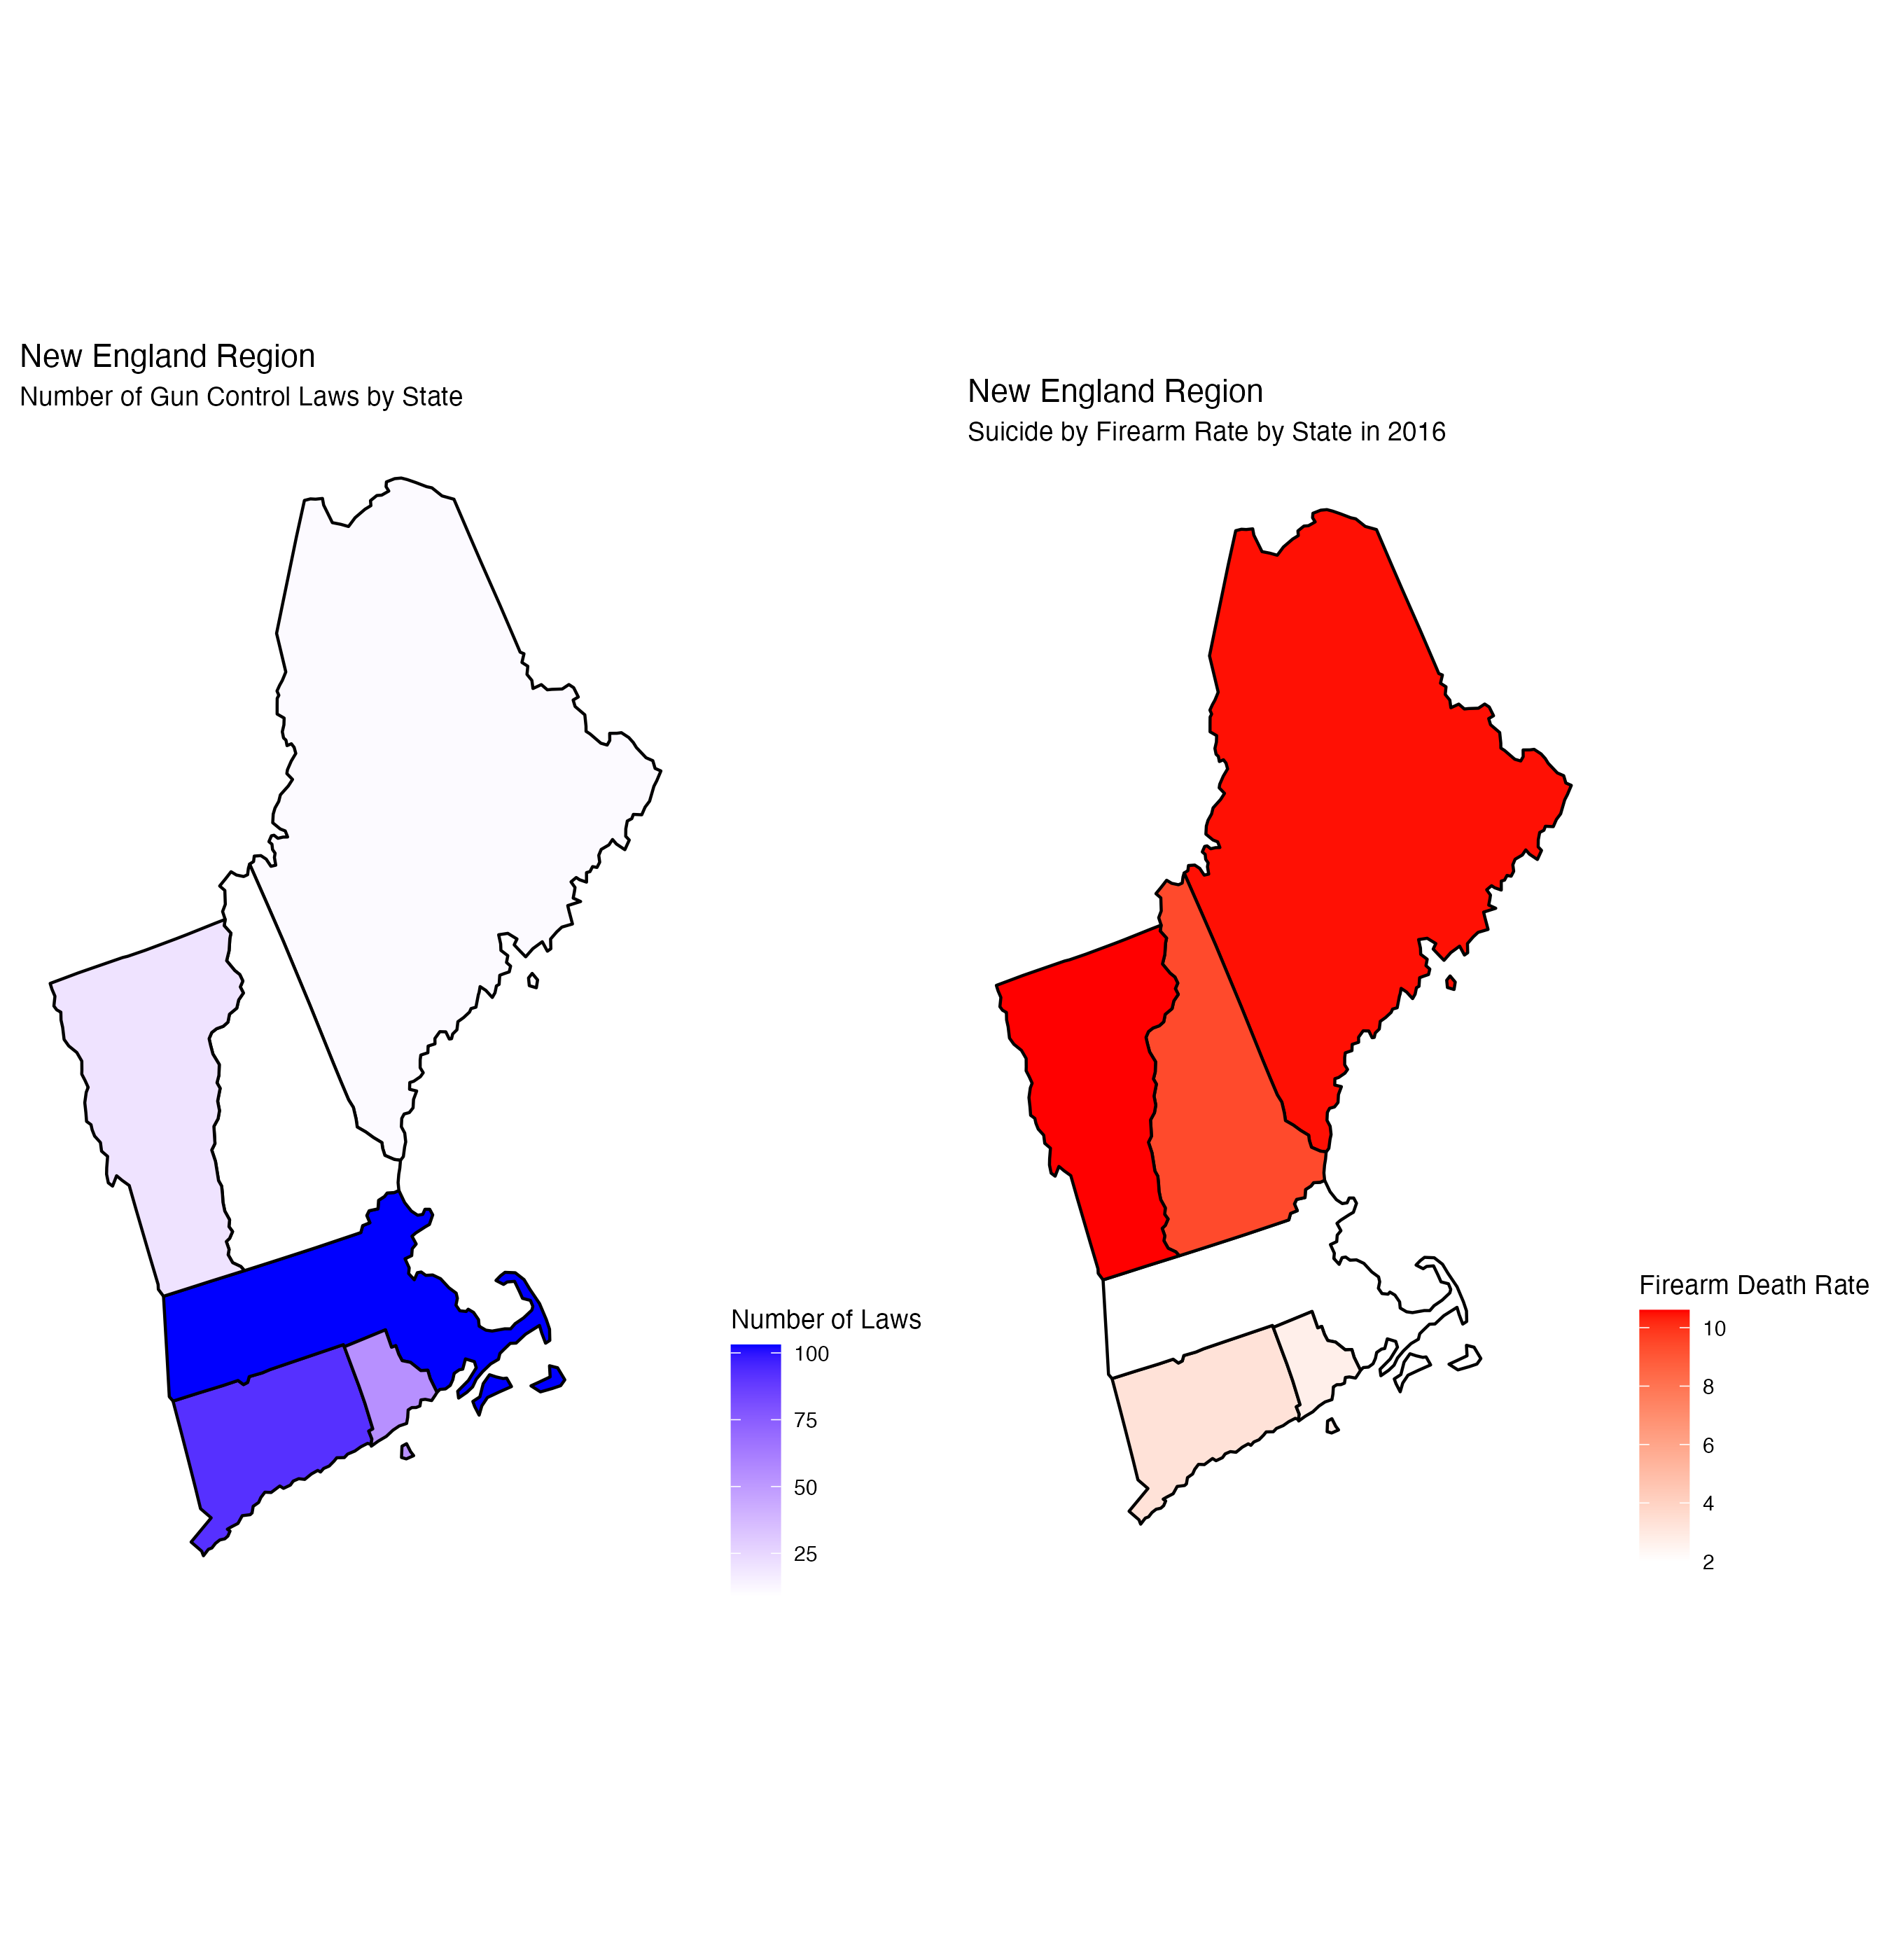 New England Region
Number of Gun Control Laws by State
Number of Laws
100
75
50
25
New England Region
Suicide by Firearm Rate by State in 2016
Firearm Death Rate
10
8
6
4
2